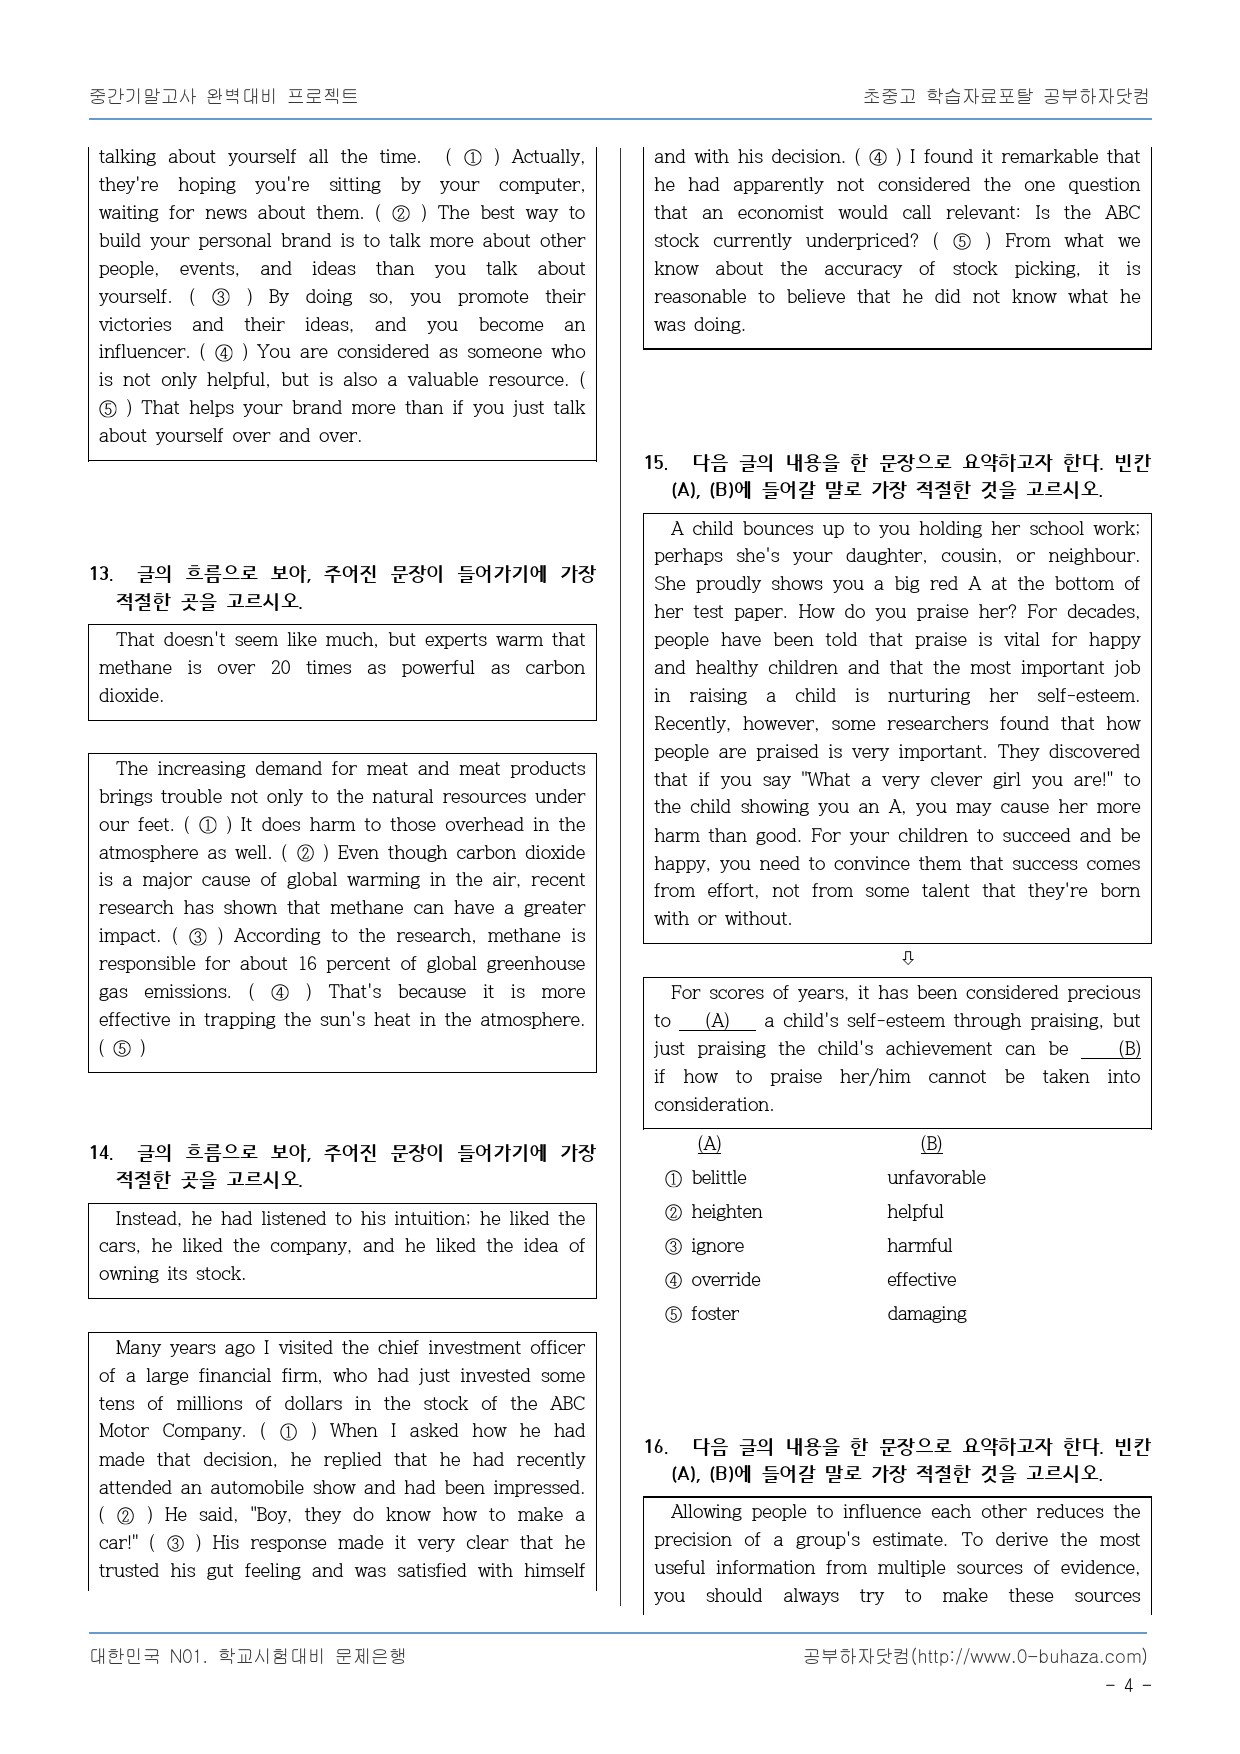 중간기말고사 완벽대비 프로젝트
초중고 학습자료포탈 공부하자닷컴
talking about yourself all the time. ( ① ) Actually,
they're hoping you're sitting by your computer,
waiting for news about them. ( ② ) The best way to
build your personal brand is to talk more about other
people, events, and ideas than you talk about
yourself. ( ③ ) By doing so, you promote their
victories and their ideas, and you become an
influencer. ( ④ ) You are considered as someone who
is not only helpful, but is also a valuable resource. (
⑤ ) That helps your brand more than if you just talk
about yourself over and over.
13. 글의 흐름으로 보아, 주어진 문장이 들어가기에 가장
적절한 곳을 고르시오.
That doesn't seem like much, but experts warm that
methane is over 20 times as powerful as carbon
dioxide.
The increasing demand for meat and meat products
brings trouble not only to the natural resources under
our feet. ( ① ) It does harm to those overhead in the
atmosphere as well. ( ② ) Even though carbon dioxide
is a major cause of global warming in the air, recent
research has shown that methane can have a greater
impact. ( ③ ) According to the research, methane is
responsible for about 16 percent of global greenhouse
gas emissions. ( ④ ) That's because it is more
effective in trapping the sun's heat in the atmosphere.
( ⑤ )
14. 글의 흐름으로 보아, 주어진 문장이 들어가기에 가장
적절한 곳을 고르시오.
Instead, he had listened to his intuition; he liked the
cars, he liked the company, and he liked the idea of
owning its stock.
Many years ago I visited the chief investment officer
of a large financial firm, who had just invested some
tens of millions of dollars in the stock of the ABC
Motor Company. ( ① ) When I asked how he had
made that decision, he replied that he had recently
attended an automobile show and had been impressed.
( ② ) He said, "Boy, they do know how to make a
car!" ( ③ ) His response made it very clear that he
trusted his gut feeling and was satisfied with himself
and with his decision. ( ④ ) I found it remarkable that
he had apparently not considered the one question
that an economist would call relevant: Is the ABC
stock currently underpriced? ( ⑤ ) From what we
know about the accuracy of stock picking, it is
reasonable to believe that he did not know what he
was doing.
15. 다음 글의 내용을 한 문장으로 요약하고자 한다. 빈칸
(A), (B)에 들어갈 말로 가장 적절한 것을 고르시오.
A child bounces up to you holding her school work;
perhaps she's your daughter, cousin, or neighbour.
She proudly shows you a big red A at the bottom of
her test paper. How do you praise her? For decades,
people have been told that praise is vital for happy
and healthy children and that the most important job
in raising a child is nurturing her self-esteem.
Recently, however, some researchers found that how
people are praised is very important. They discovered
that if you say "What a very clever girl you are!" to
the child showing you an A, you may cause her more
harm than good. For your children to succeed and be
happy, you need to convince them that success comes
from effort, not from some talent that they're born
with or without.
⇩
For scores of years, it has been considered precious
to (A) a child's self-esteem through praising, but
just praising the child's achievement can be (B)
if how to praise her/him cannot be taken into
consideration.
(A) (B)
① belittle unfavorable
② heighten helpful
③ ignore harmful
④ override effective
⑤ foster damaging
16. 다음 글의 내용을 한 문장으로 요약하고자 한다. 빈칸
(A), (B)에 들어갈 말로 가장 적절한 것을 고르시오.
Allowing people to influence each other reduces the
precision of a group's estimate. To derive the most
useful information from multiple sources of evidence,
you should always try to make these sources
대한민국 N01. 학교시험대비 문제은행
공부하자닷컴(http://www.0-buhaza.com)
- 4 -